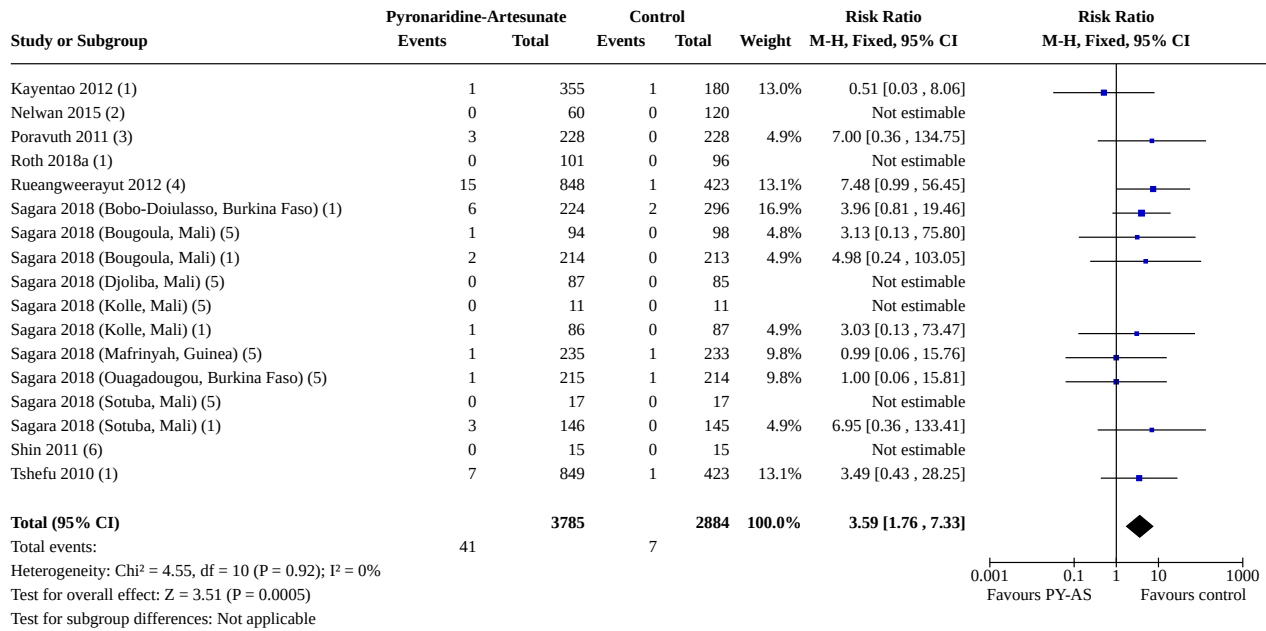 Pyronaridine-Artesunate Control Risk Ratio Risk Ratio
Study or Subgroup Events Total Events Total Weight M-H, Fixed, 95% CI M-H, Fixed, 95% CI
Kayentao 2012 (1) 1 355 1 180 13.0% 0.51 [0.03 , 8.06]
Nelwan 2015 (2) 0 60 0 120 Not estimable
Poravuth 2011 (3) 3 228 0 228 4.9% 7.00 [0.36 , 134.75]
Roth 2018a (1) 0 101 0 96 Not estimable
Rueangweerayut 2012 (4) 15 848 1 423 13.1% 7.48 [0.99 , 56.45]
Sagara 2018 (Bobo-Doiulasso, Burkina Faso) (1) 6 224 2 296 16.9% 3.96 [0.81 , 19.46]
Sagara 2018 (Bougoula, Mali) (5) 1 94 0 98 4.8% 3.13 [0.13 , 75.80]
Sagara 2018 (Bougoula, Mali) (1) 2 214 0 213 4.9% 4.98 [0.24 , 103.05]
Sagara 2018 (Djoliba, Mali) (5) 0 87 0 85 Not estimable
Sagara 2018 (Kolle, Mali) (5) 0 11 0 11 Not estimable
Sagara 2018 (Kolle, Mali) (1) 1 86 0 87 4.9% 3.03 [0.13 , 73.47]
Sagara 2018 (Mafrinyah, Guinea) (5) 1 235 1 233 9.8% 0.99 [0.06 , 15.76]
Sagara 2018 (Ouagadougou, Burkina Faso) (5) 1 215 1 214 9.8% 1.00 [0.06 , 15.81]
Sagara 2018 (Sotuba, Mali) (5) 0 17 0 17 Not estimable
Sagara 2018 (Sotuba, Mali) (1) 3 146 0 145 4.9% 6.95 [0.36 , 133.41]
Shin 2011 (6) 0 15 0 15 Not estimable
Tshefu 2010 (1) 7 849 1 423 13.1% 3.49 [0.43 , 28.25]
Total (95% CI) 3785 2884 100.0% 3.59 [1.76 , 7.33]
Total events: 41 7
Heterogeneity: Chi² = 4.55, df = 10 (P = 0.92); I² = 0%
Test for overall effect: Z = 3.51 (P = 0.0005)
Test for subgroup differences: Not applicable
0.001 0.1 1 10 1000
Favours PY-AS Favours control